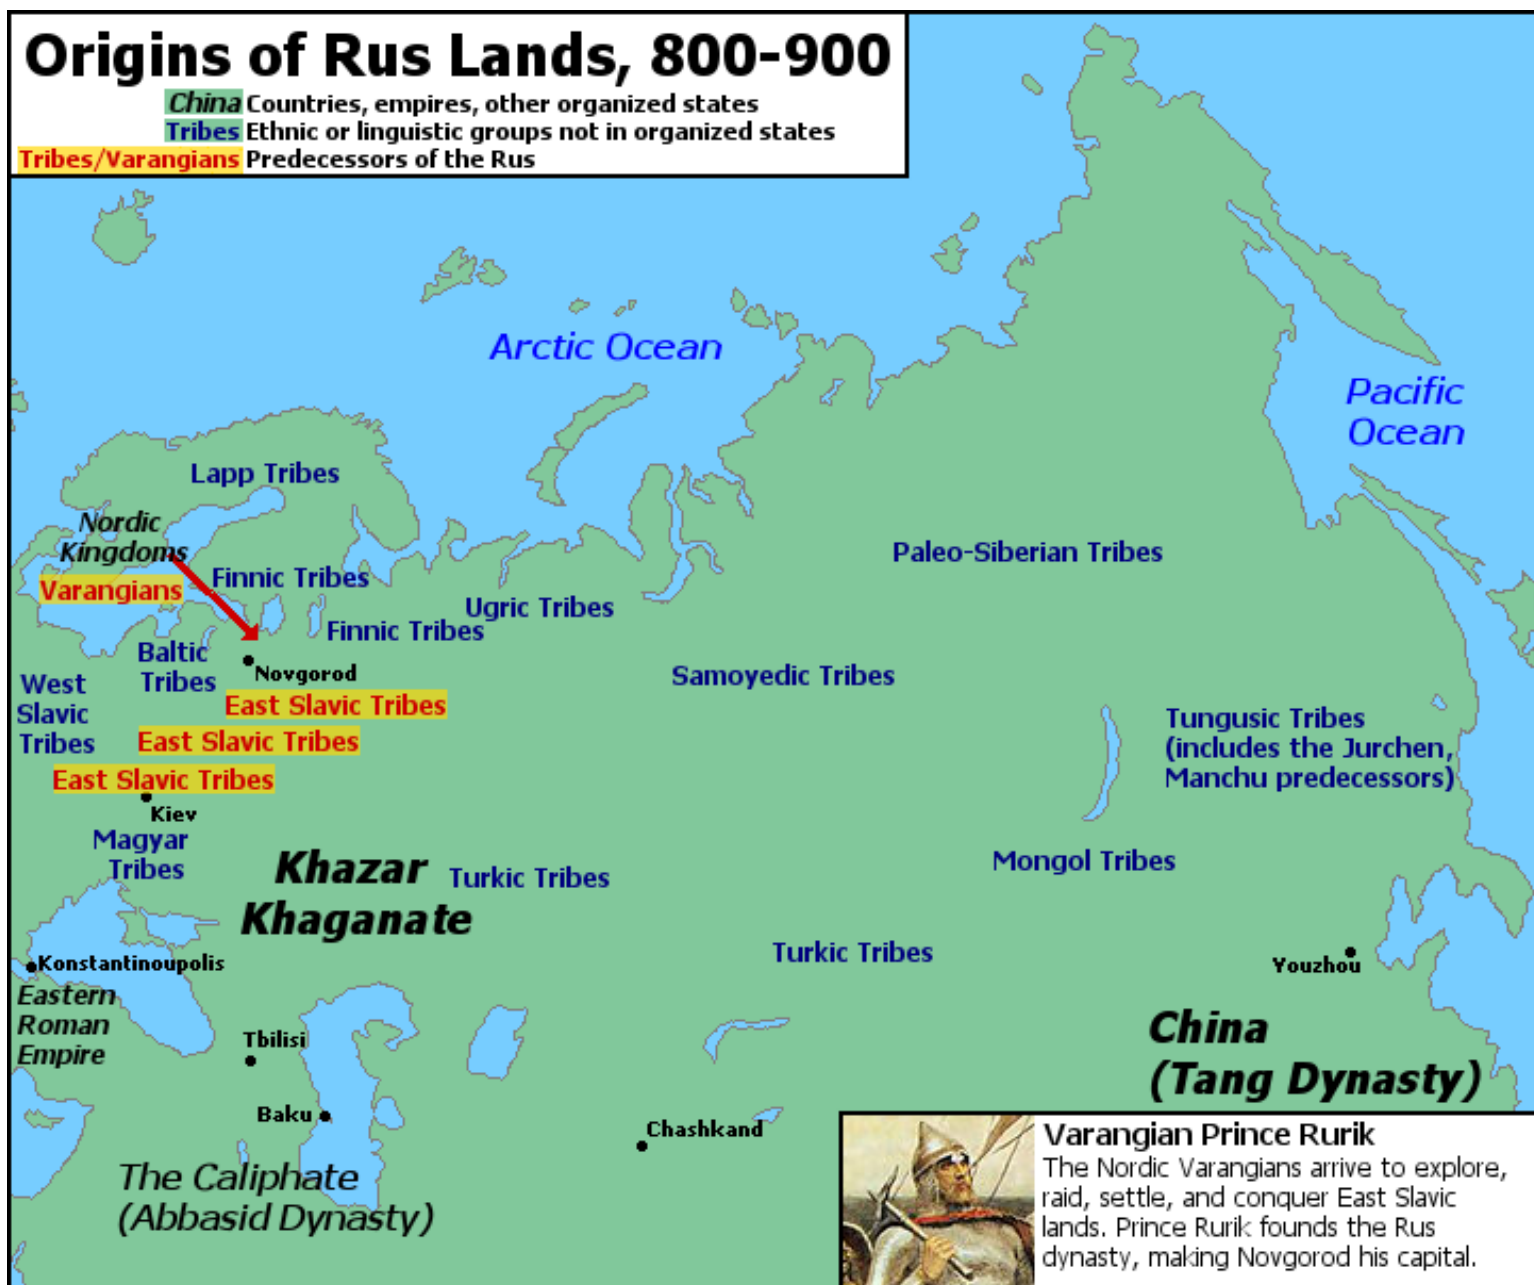 Origins of Rus Lands, 800-900
China Countries, empires, other organized states
Tribes Ethnic or linguistic groups not in organized states
Tribes/Varangians Predecessors of the Rus
Arctic Ocean
Pacific
Ocean
Lapp Tribes
Nordic
Kingdoms
Varangians
Finnic Tribes
Paleo-Siberian Tribes
Ugric Tribes
Finnic Tribes
Baltic
Tribes
Novgorod
West
Slavic
Tribes
East Slavic Tribes
East Slavic Tribes
East Slavic Tribes
Samoyedic Tribes
Tungusic Tribes
(includes the Jurchen,
Manchu predecessors)
Kiev
Magyar
Tribes
Khazar
Khaganate
Turkic Tribes
Mongol Tribes
Turkic Tribes
Konstantinoupolis
Youzhou
Eastern
Roman
Empire
Tbilisi
China
(Tang Dynasty)
Baku
Chashkand
The Caliphate
(Abbasid Dynasty)
Varangian Prince Rurik
The Nordic Varangians arrive to explore,
raid, settle, and conquer East Slavic
lands. Prince Rurik founds the Rus
dynasty, making Novgorod his capital.